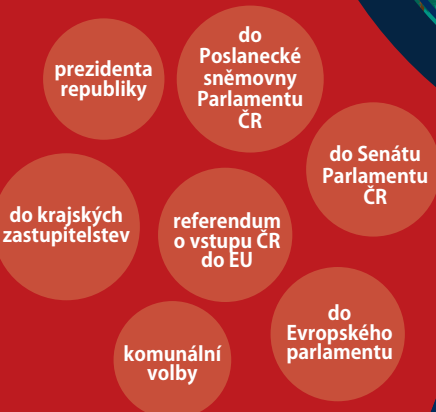 prezidenta
republiky
do
Poslanecké
sněmovny
Parlamentu
ČR
do Senátu
Parlamentu
ČR
do krajských
zastupitelstev
referendum
o vstupu ČR
do EU
do
Evropského
parlamentu
komunální
volby